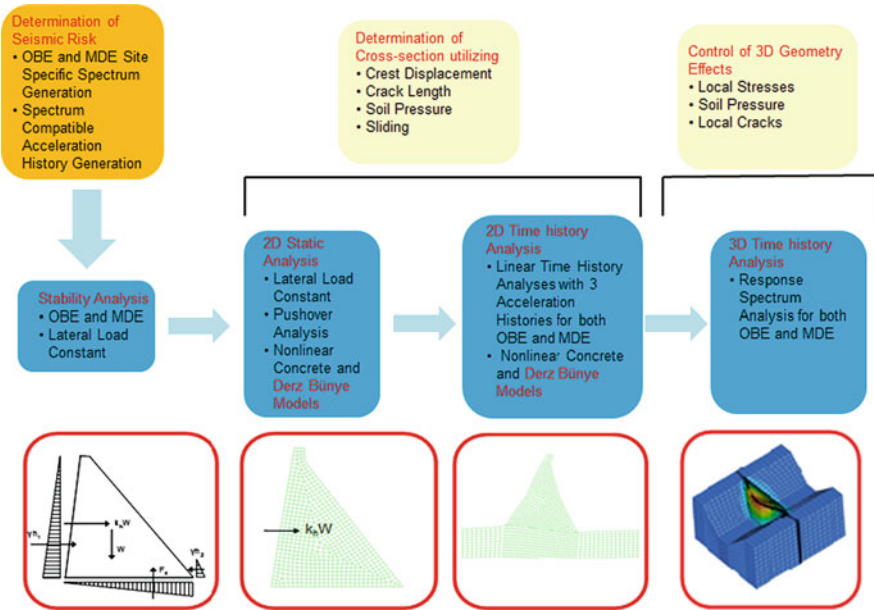 Determination of
Seismic Risk
• OBE and MDE Site
Specific Spectrum
Generation
• Spectrum
Compatible
Acceleration
History Generation
Determination of
Cross-section utilizing
• Crest Displacement
• Crack Length
• Soil Pressure
• Sliding
Control of 3D Geometry
Effects
• Local Stresses
• Soil Pressure
• Local Cracks
Stability Analysis
• OBE and MDE
• Lateral Load
Constant
2D Static
Analysis
• Lateral Load
Constant
• Pushover
Analysis
• Nonlinear
Concrete and
Derz Bünye
Models
2D Time history
Analysis
• Linear Time History
Analyses with 3
Acceleration
Histories for both
OBE and MDE
• Nonlinear Concrete
and Derz Bünye
Models
3D Time history
Analysis
• Response
Spectrum
Analysis for both
OBE and MDE
γh₁
kₕW
W
γh₂
kₕW